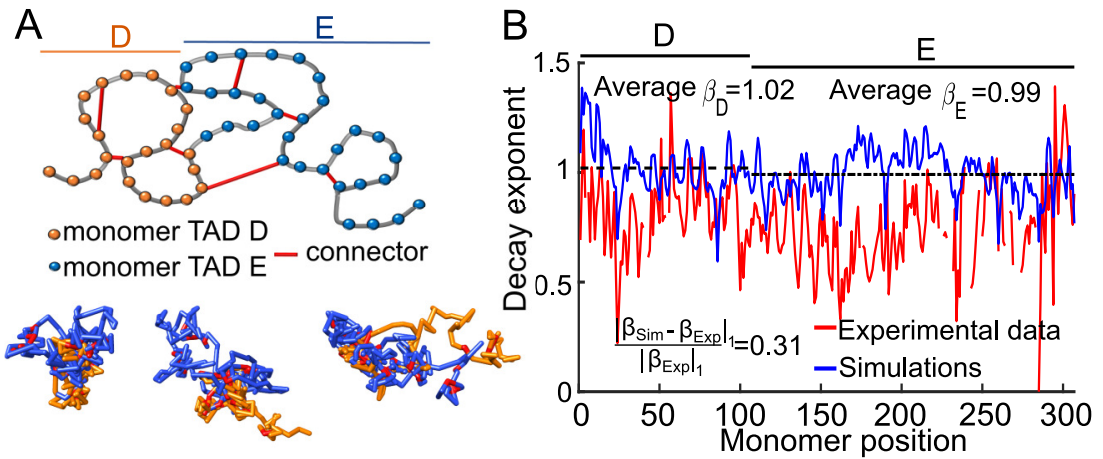 A
D
E
monomer TAD D
monomer TAD E
connector
B
D
E
Average β_D=1.02
Average β_E=0.99
Decay exponent
1.5
1
0.5
0
|β_Sim-β_Exp|_1
|β_Exp|_1
=0.31
Experimental data
Simulations
0 50 100 150 200 250 300
Monomer position